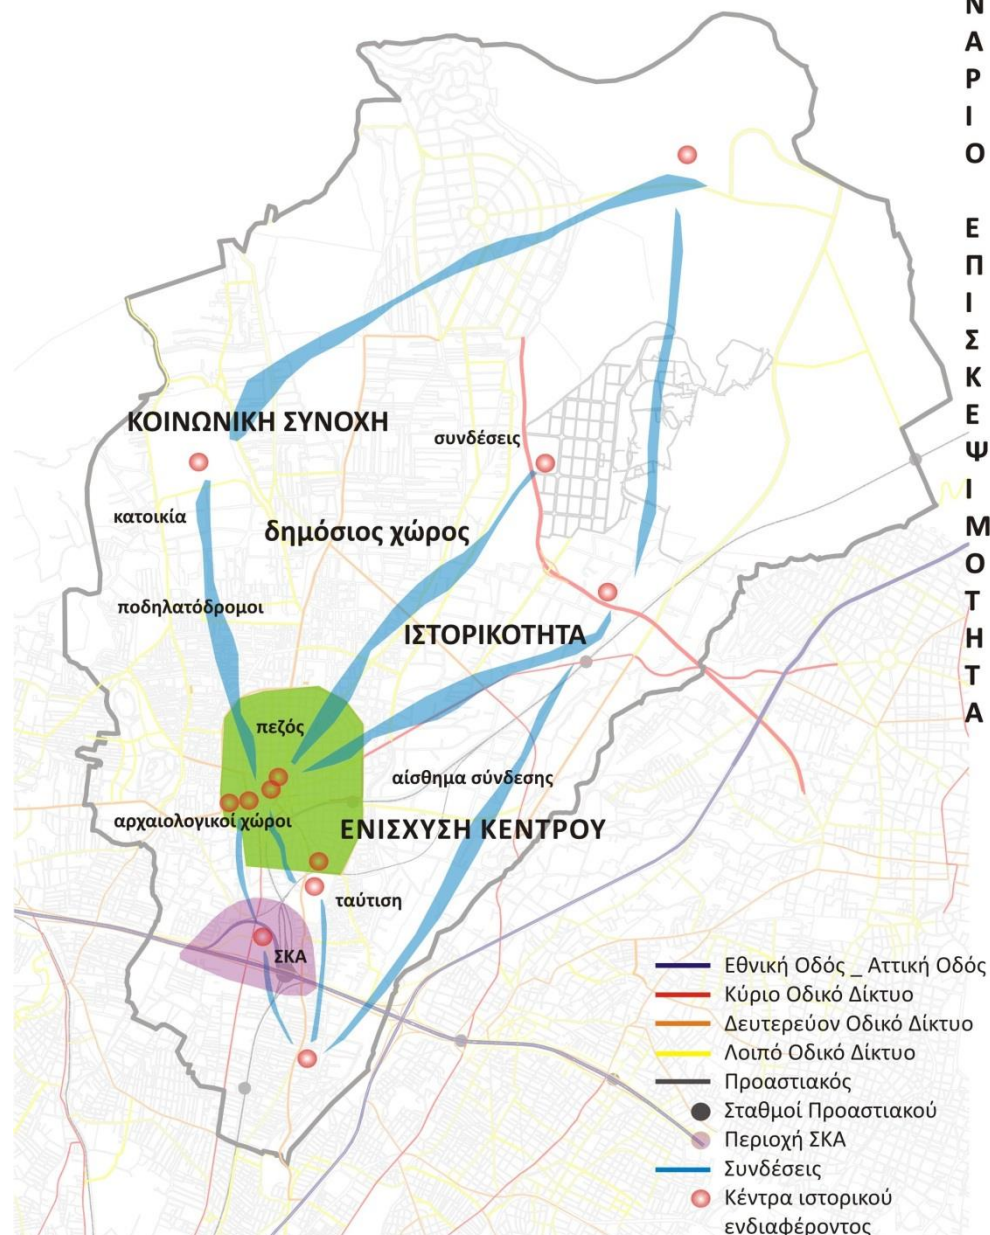 ΝΑΡΙΟ ΕΠΙΣΚΕΨΙΜΟΤΗΤΑ
ΚΟΙΝΩΝΙΚΗ ΣΥΝΟΧΗ
συνδέσεις
κατοικία
δημόσιος χώρος
ποδηλατόδρομοι
ΙΣΤΟΡΙΚΟΤΗΤΑ
πεζός
αίσθημα σύνδεσης
αρχαιολογικοί χώροι
ΕΝΙΣΧΥΣΗ ΚΕΝΤΡΟΥ
ταύτιση
ΣΚΑ
Εθνική Οδός _ Αττική Οδός
Κύριο Οδικό Δίκτυο
Δευτερεύον Οδικό Δίκτυο
Λοιπό Οδικό Δίκτυο
Προαστιακός
Σταθμοί Προαστιακού
Περιοχή ΣΚΑ
Συνδέσεις
Κέντρα ιστορικού
ενδιαφέροντος